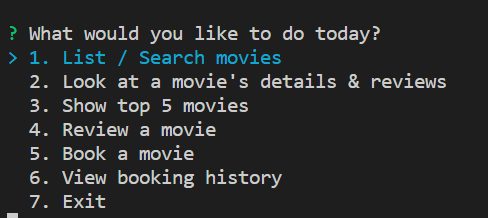 ? What would you like to do today?
> 1. List / Search movies
2. Look at a movie's details & reviews
3. Show top 5 movies
4. Review a movie
5. Book a movie
6. View booking history
7. Exit